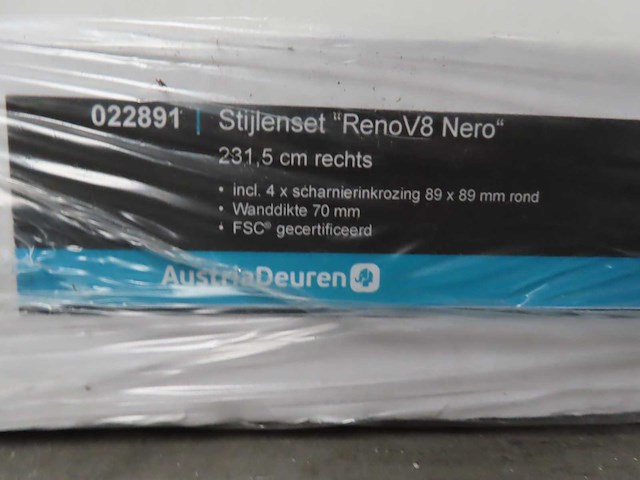 022891 | Stijlenset "RenoV8 Nero"
231,5 cm rechts
• incl. 4 x scharnierinkrozing 89 x 89 mm rond
• Wanddikte 70 mm
• FSC® gecertificeerd
AustriaDeuren